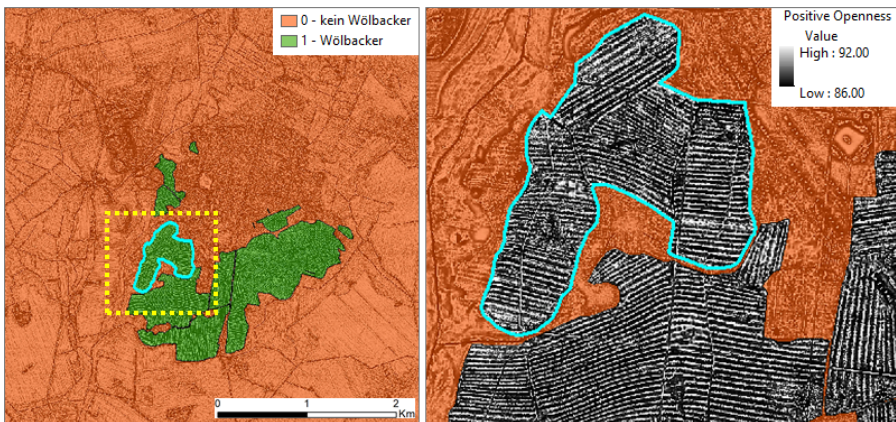 0 - kein Wölbacker
1 - Wölbacker
0 1 2
Km
Positive Openness
Value
High : 92.00
Low : 86.00